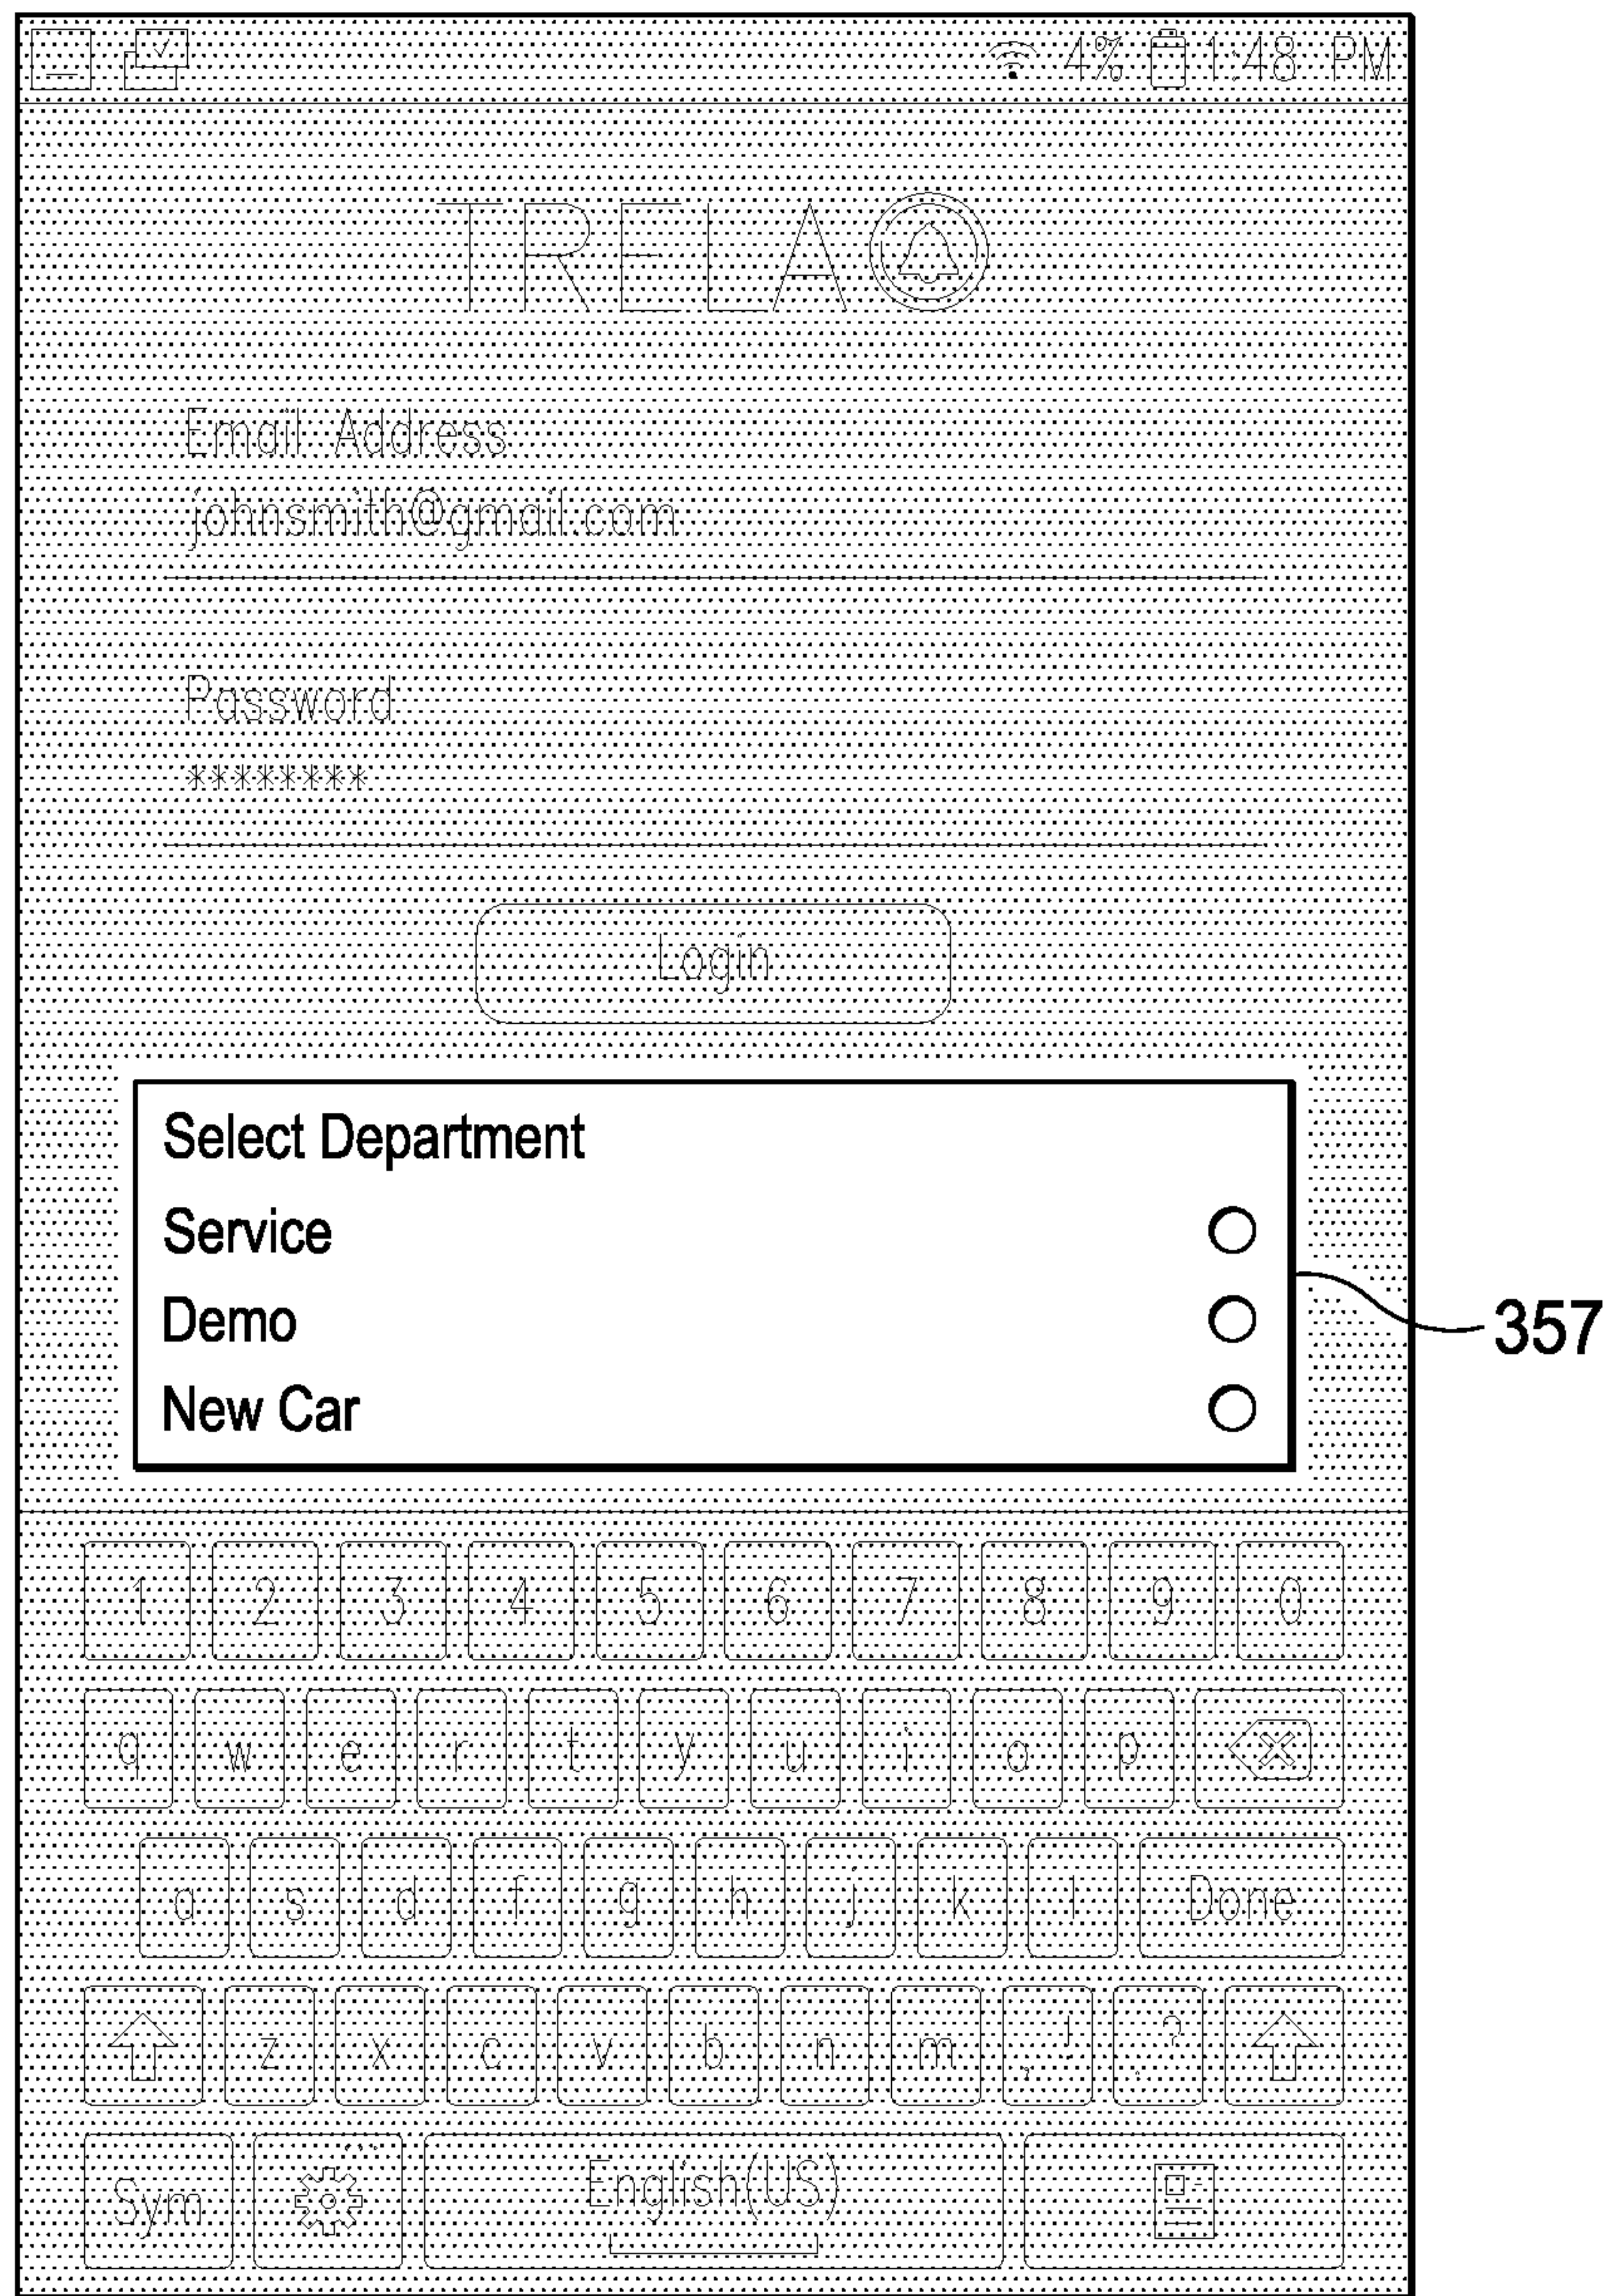 4% 1:48 PM
TRELA
Email Address
johnsmith@gmail.com
Password
********
Login
Select Department
Service
Demo
New Car
357
1 2 3 4 5 6 7 8 9 0
q w e r t y u i o p
a s d f g h j k l Done
z x c v b n m , ! . ?
Sym English(US)